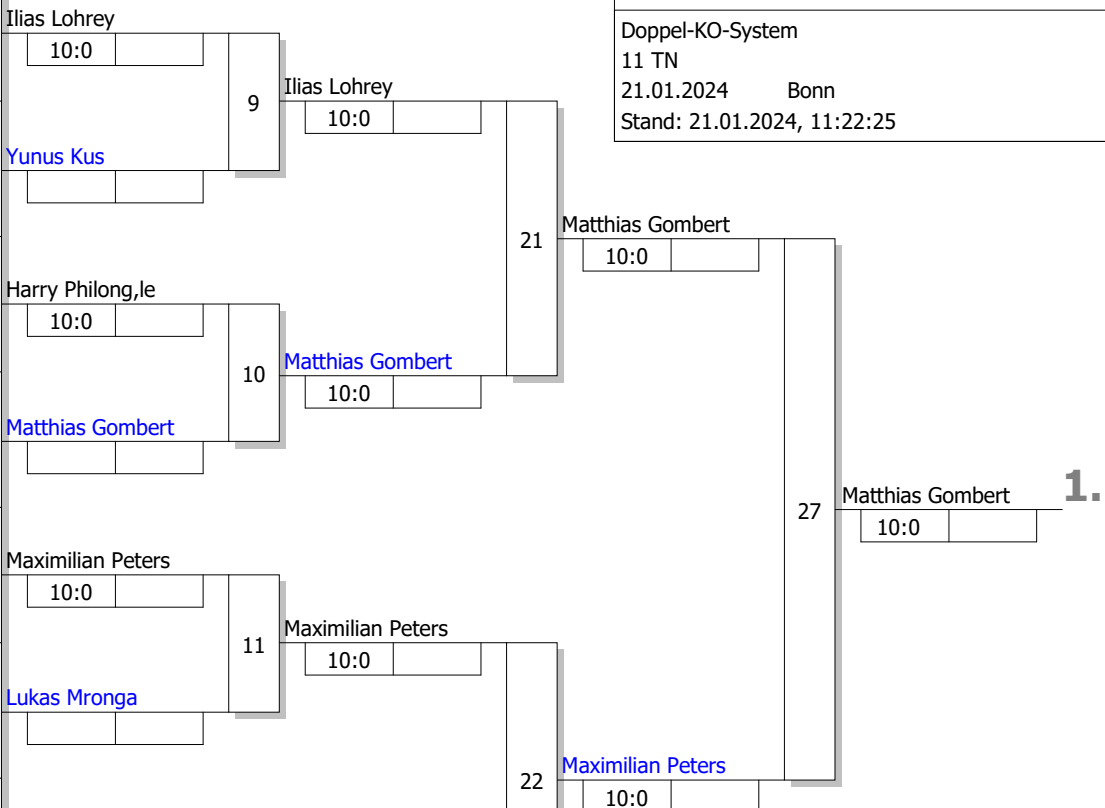 Ilias Lohrey
10:0
9
Yunus Kus
Ilias Lohrey
10:0
Doppel-KO-System
11 TN
21.01.2024 Bonn
Stand: 21.01.2024, 11:22:25
21
Matthias Gombert
10:0
Harry Philong,le
10:0
10
Matthias Gombert
Matthias Gombert
10:0
27
Matthias Gombert
1.
10:0
Maximilian Peters
10:0
11
Lukas Mronga
Maximilian Peters
10:0
22
Maximilian Peters
10:0